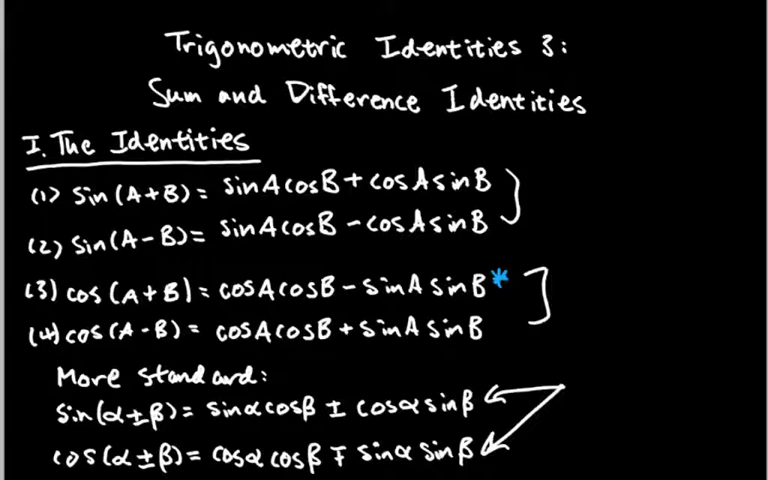 Trigonometric Identities 3:
Sum and Difference Identities
I. The Identities
(1) Sin(A+B)= sinAcosB+cosAsinB
(2) Sin(A-B)= sinAcosB-cosAsinB
(3) cos(A+B)=cosAcosB-sinAsinB*
(4) cos(A-B)= cosAcosB+sinAsinB
More standard:
sin(α±β)= sinαcosβ ± cosαsinβ
cos(α±β)= cosαcosβ ∓ sinαsinβ